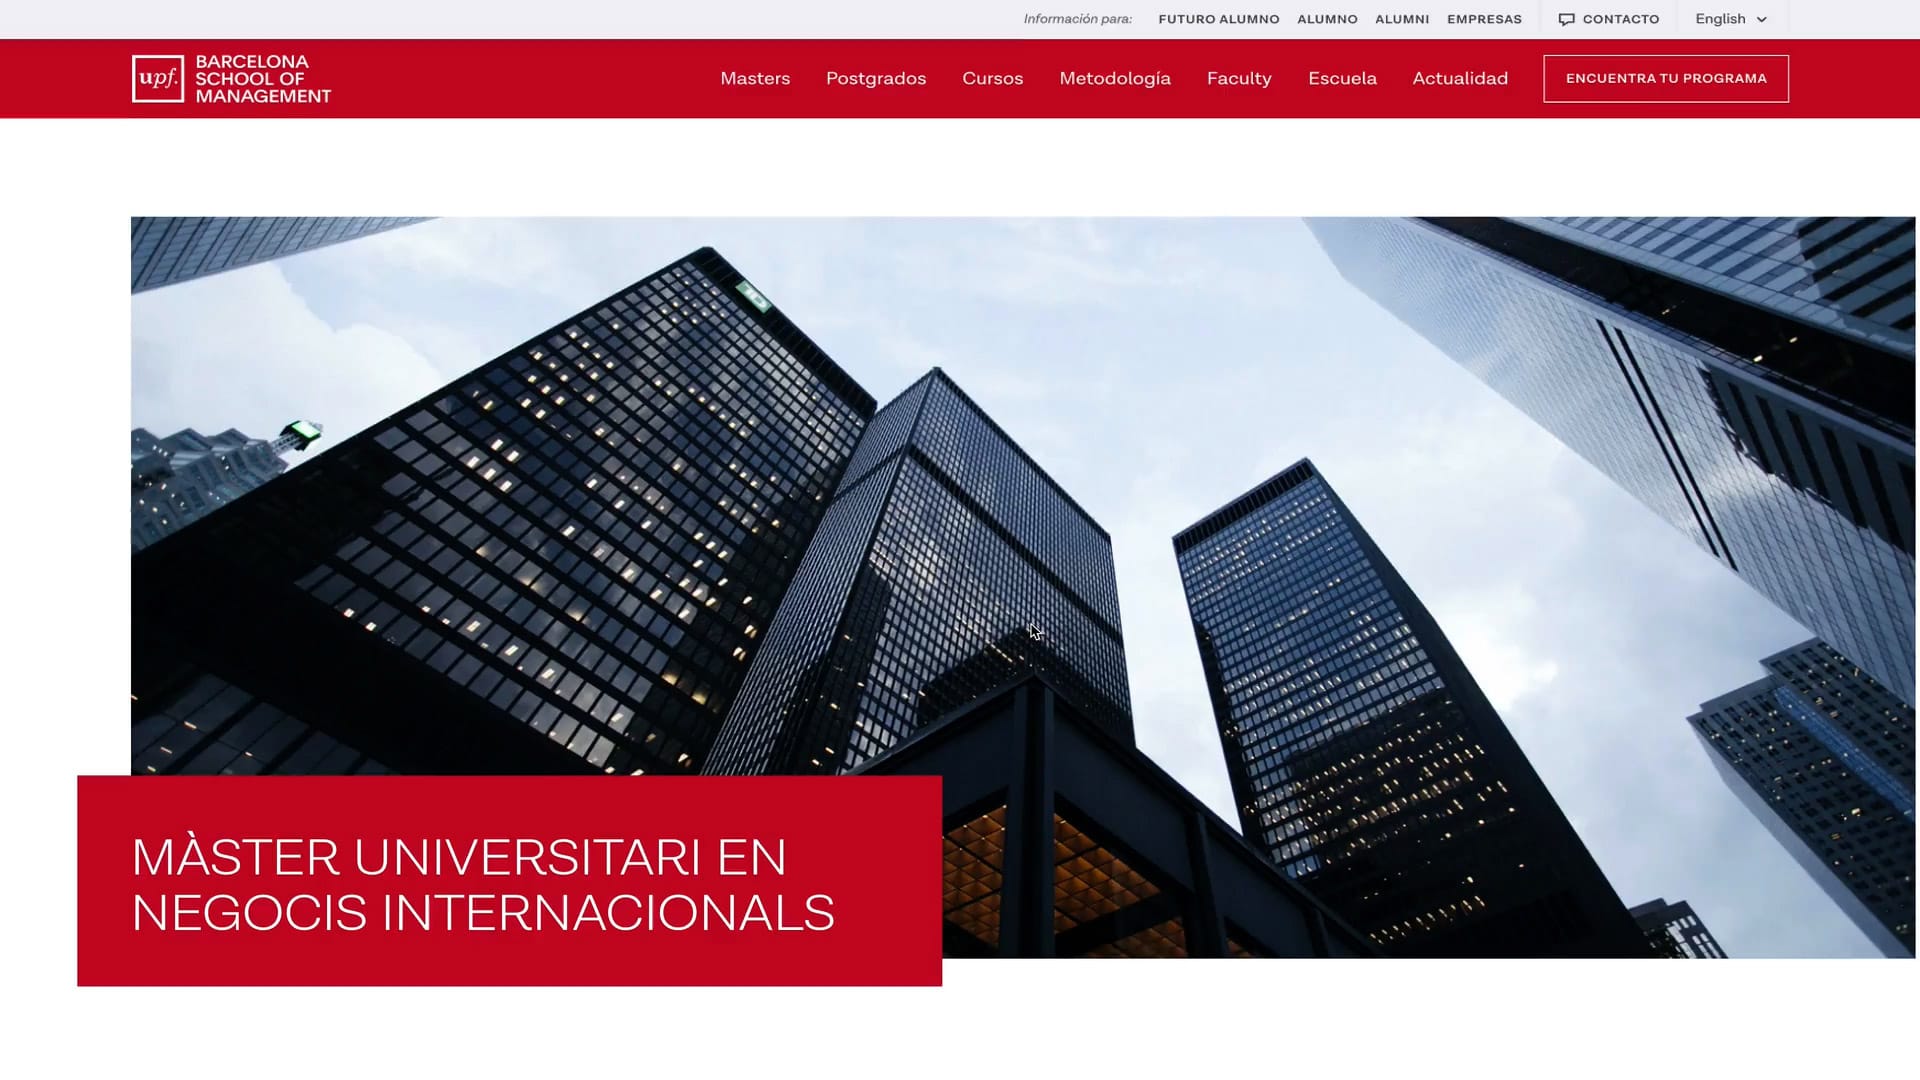 Información para: FUTURO ALUMNO ALUMNO ALUMNI EMPRESAS CONTACTO English
upf. BARCELONA
SCHOOL OF
MANAGEMENT
Masters Postgrados Cursos Metodología Faculty Escuela Actualidad ENCUENTRA TU PROGRAMA
TD
MÀSTER UNIVERSITARI EN
NEGOCIS INTERNACIONALS